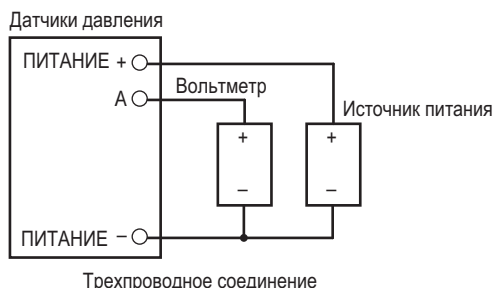 Датчики давления
ПИТАНИЕ +
А
Вольтметр
Источник питания
+ +
– –
ПИТАНИЕ –
Трехпроводное соединение